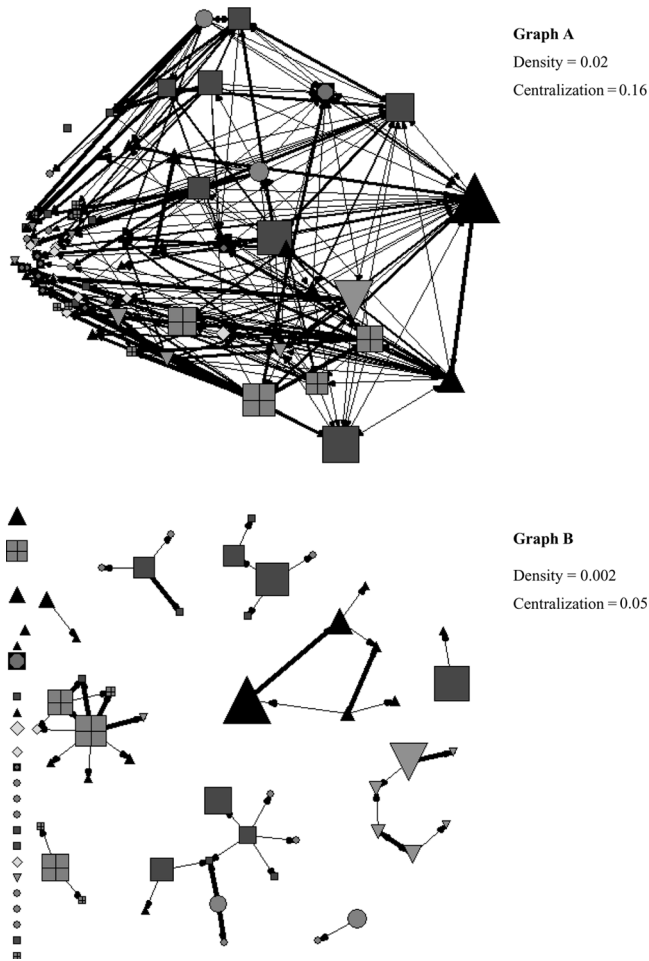 Graph A
Density = 0.02
Centralization = 0.16
Graph B
Density = 0.002
Centralization = 0.05